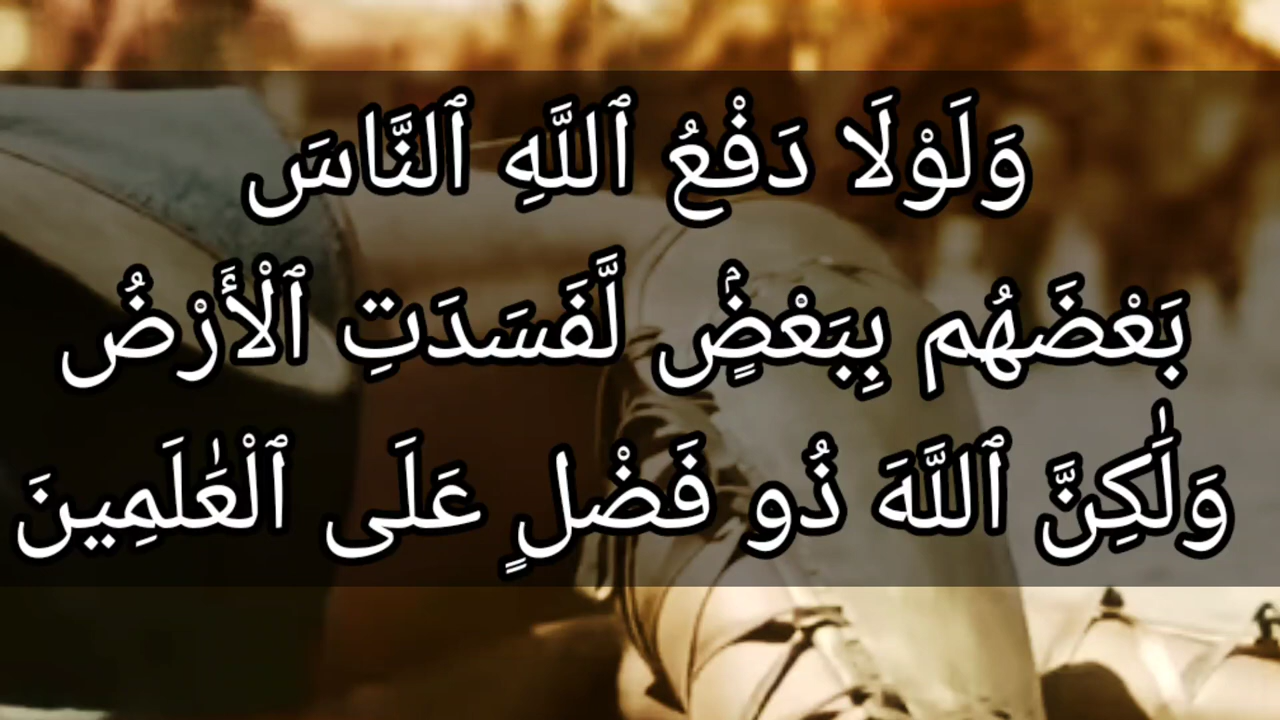 وَلَوْلَا دَفْعُ ٱللَّهِ ٱلنَّاسَ
بَعْضَهُم بِبَعْضٍۢ لَّفَسَدَتِ ٱلْأَرْضُ
وَلَٰكِنَّ ٱللَّهَ ذُو فَضْلٍ عَلَى ٱلْعَٰلَمِينَ